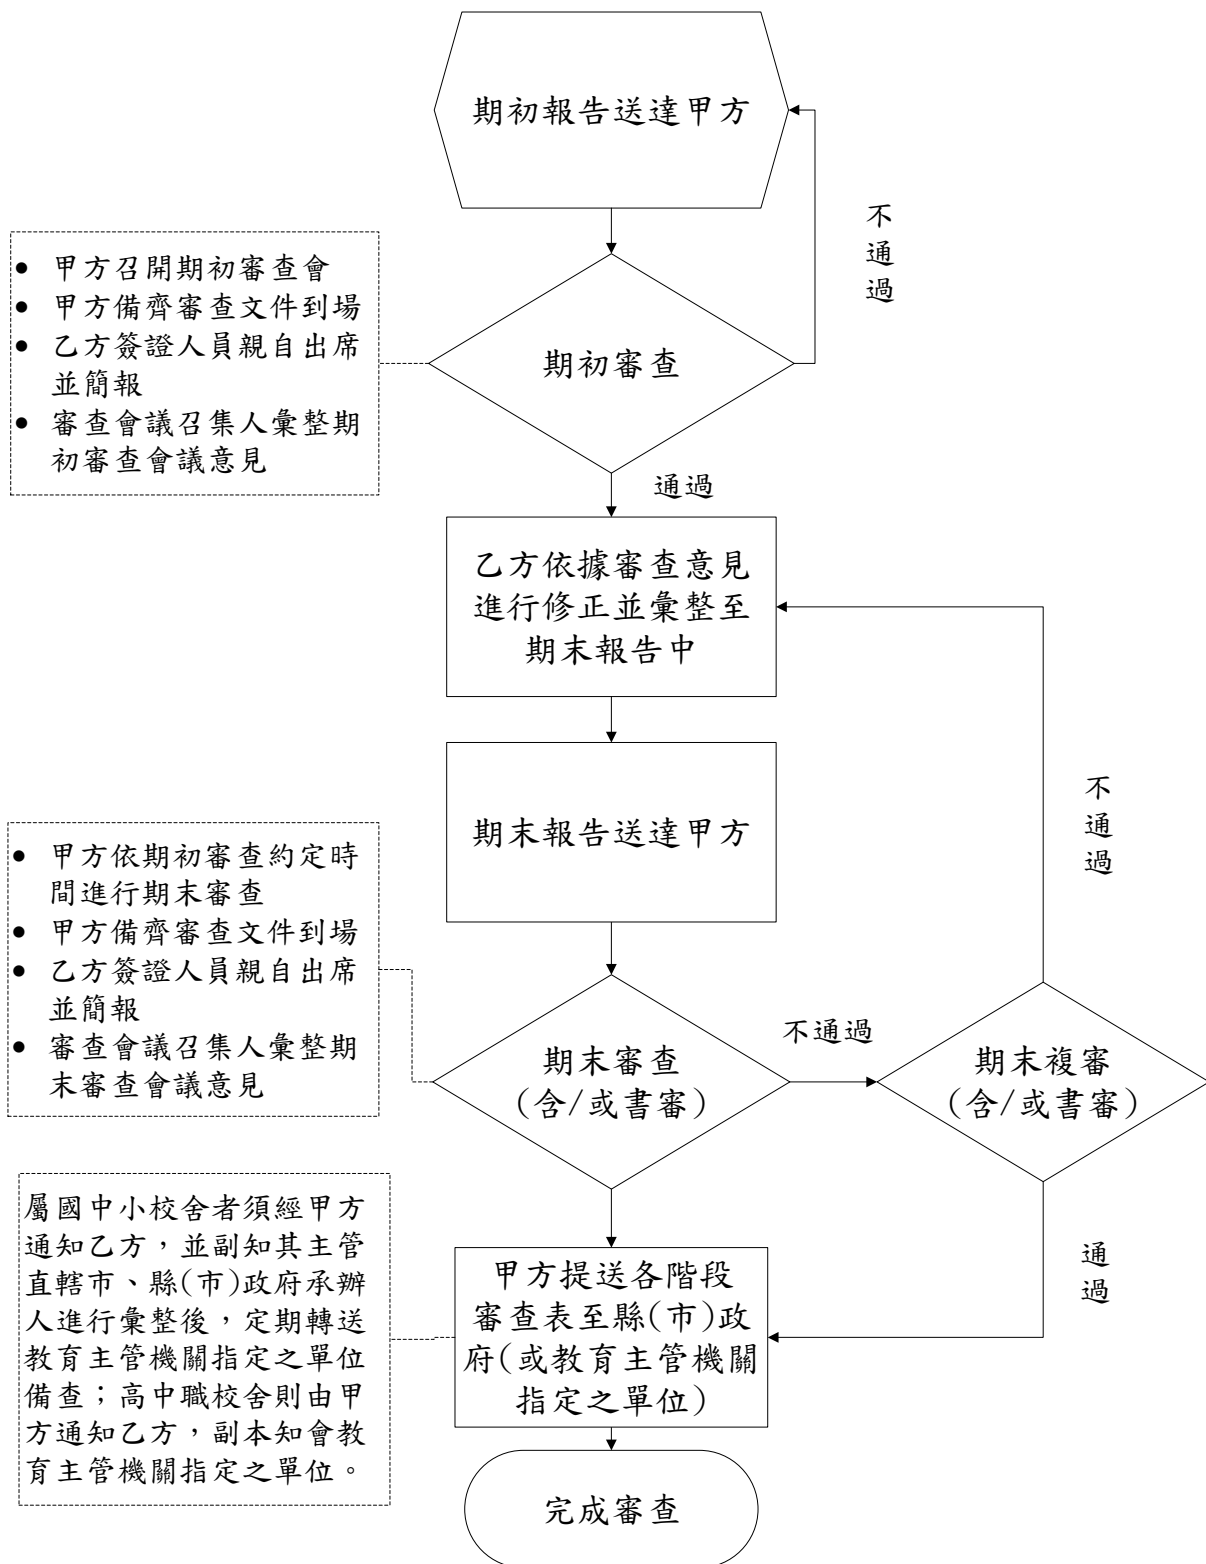 期初報告送達甲方
不
通
過
• 甲方召開期初審查會
• 甲方備齊審查文件到場
• 乙方簽證人員親自出席
並簡報
• 審查會議召集人彙整期
初審查會議意見
期初審查
通過
乙方依據審查意見
進行修正並彙整至
期末報告中
期末報告送達甲方
不
通
過
• 甲方依期初審查約定時
間進行期末審查
• 甲方備齊審查文件到場
• 乙方簽證人員親自出席
並簡報
• 審查會議召集人彙整期
末審查會議意見
期末審查
(含/或書審)
不通過
期末複審
(含/或書審)
通
過
屬國中小校舍者須經甲方
通知乙方，並副知其主管
直轄市、縣(市)政府承辦
人進行彙整後，定期轉送
教育主管機關指定之單位
備查；高中職校舍則由甲
方通知乙方，副本知會教
育主管機關指定之單位。
甲方提送各階段
審查表至縣(市)政
府(或教育主管機關
指定之單位)
完成審查